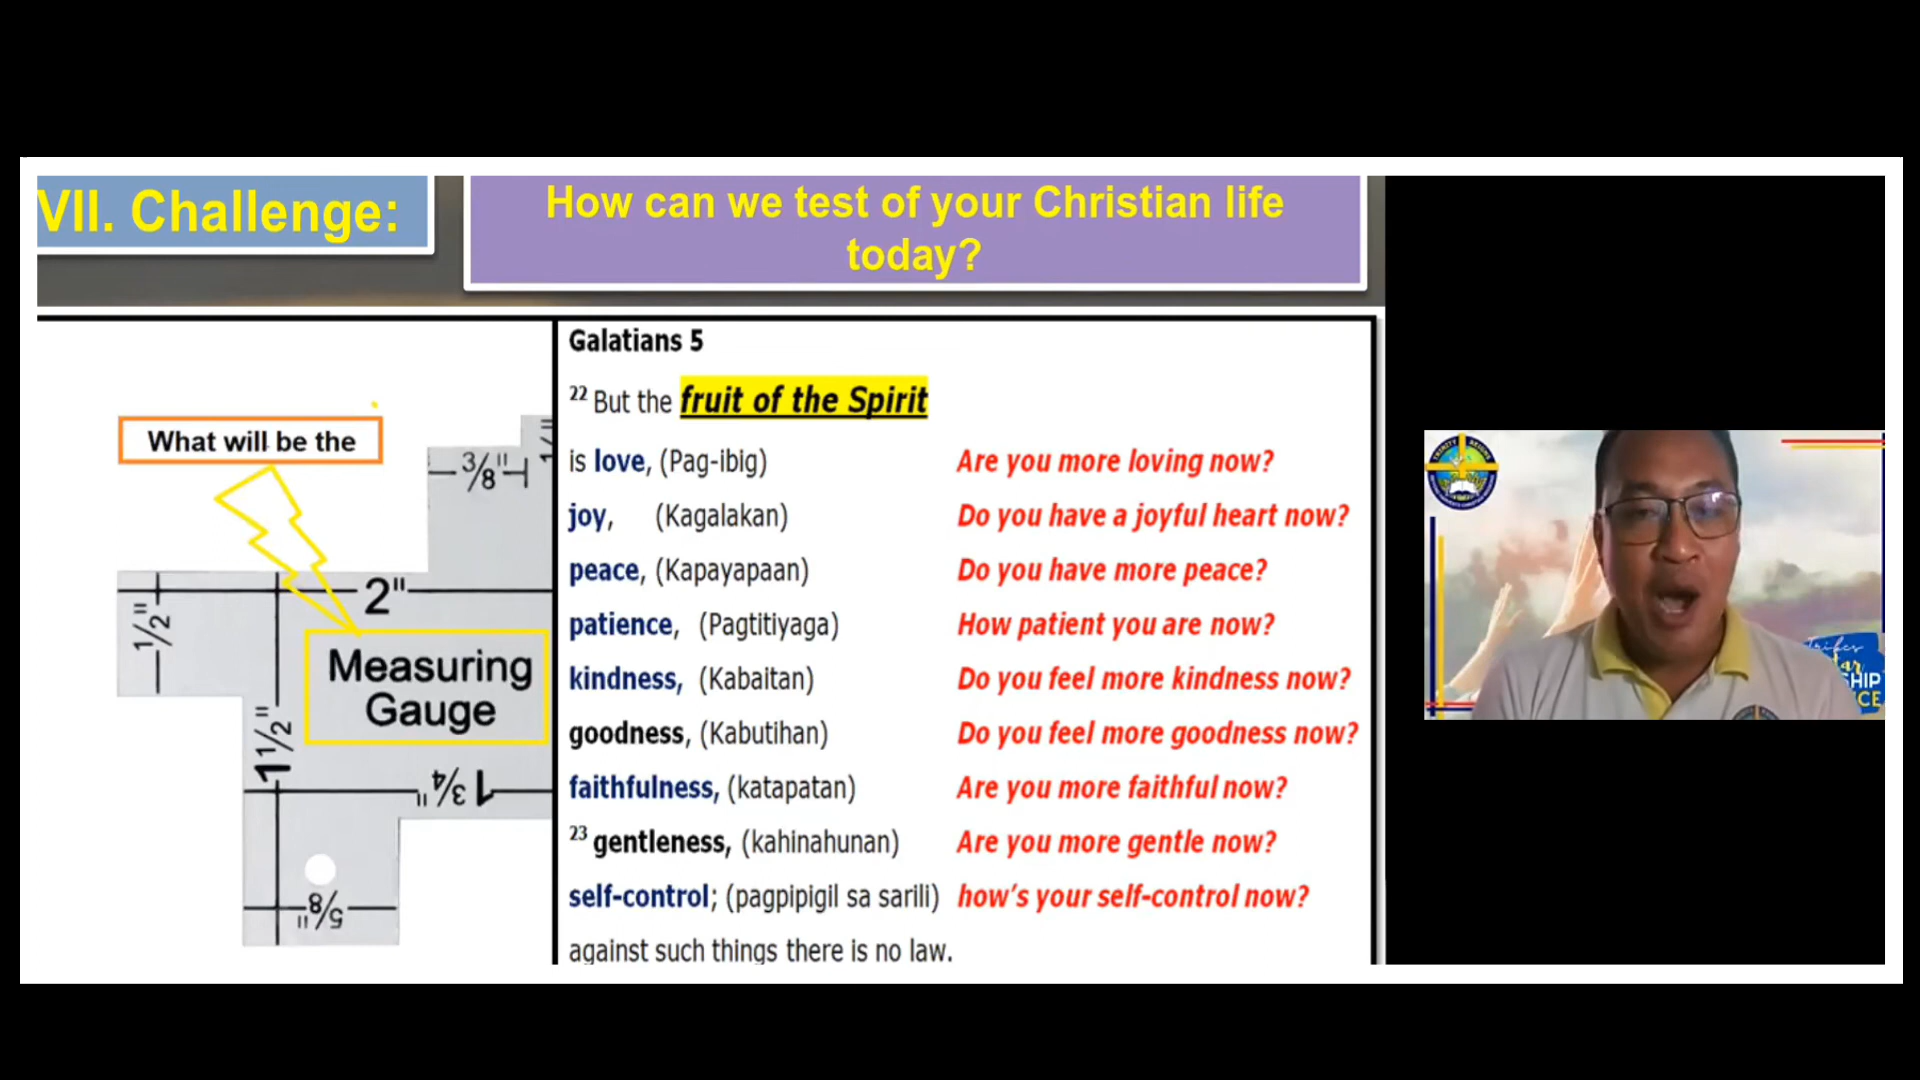 VII. Challenge:
How can we test of your Christian life
today?
What will be the
Measuring
Gauge
3/8"
2"
1/2"
1 1/2"
1 3/4"
5/8"
Galatians 5
22 But the fruit of the Spirit
is love, (Pag-ibig) Are you more loving now?
joy, (Kagalakan) Do you have a joyful heart now?
peace, (Kapayapaan) Do you have more peace?
patience, (Pagtitiyaga) How patient you are now?
kindness, (Kabaitan) Do you feel more kindness now?
goodness, (Kabutihan) Do you feel more goodness now?
faithfulness, (katapatan) Are you more faithful now?
23 gentleness, (kahinahunan) Are you more gentle now?
self-control; (pagpipigil sa sarili) how's your self-control now?
against such things there is no law.